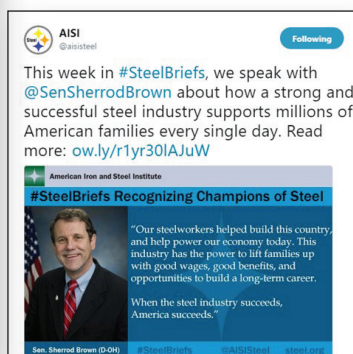 AISI
@aisisteel
Following
This week in #SteelBriefs, we speak with
@SenSherrodBrown about how a strong and
successful steel industry supports millions of
American families every single day. Read
more: ow.ly/r1yr30lAJuW
American Iron and Steel Institute
#SteelBriefs Recognizing Champions of Steel
"Our steelworkers helped build this country,
and help power our economy today. This
industry has the power to lift families up
with good wages, good benefits, and
opportunities to build a long-term career.
When the steel industry succeeds,
America succeeds."
Sen. Sherrod Brown (D-OH)
#SteelBriefs @AISISteel steel.org